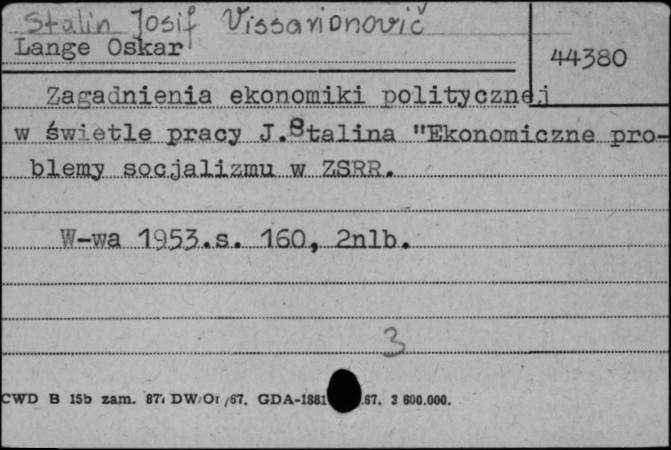 Stalin Josif Vissarionovič
Lange Oskar
44380
Zagadnienia ekonomiki politycznej
w świetle pracy J.Stalina "Ekonomiczne pro-
blemy socjalizmu w ZSRR.
W-wa 1953.s. 160, 2nlb.
3
CWD B 15b zam. 87 DW/Or/67. GDA-1881 .67. 3 600.000.